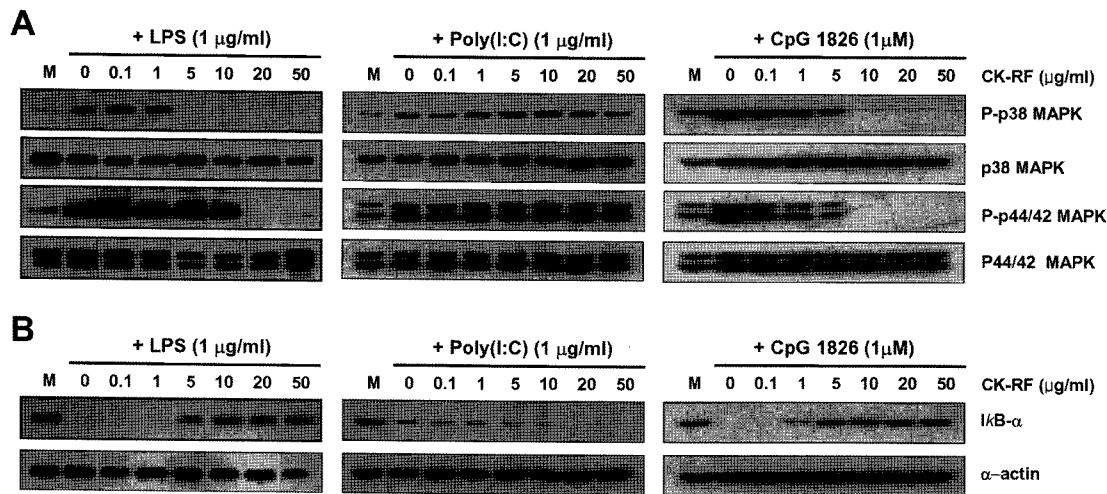 A
+ LPS (1 μg/ml) + Poly(I:C) (1 μg/ml) + CpG 1826 (1μM)
M 0 0.1 1 5 10 20 50 M 0 0.1 1 5 10 20 50 M 0 0.1 1 5 10 20 50 CK-RF (μg/ml)
P-p38 MAPK
p38 MAPK
P-p44/42 MAPK
P44/42 MAPK
B
+ LPS (1 μg/ml) + Poly(I:C) (1 μg/ml) + CpG 1826 (1μM)
M 0 0.1 1 5 10 20 50 M 0 0.1 1 5 10 20 50 M 0 0.1 1 5 10 20 50 CK-RF (μg/ml)
IkB-α
α–actin